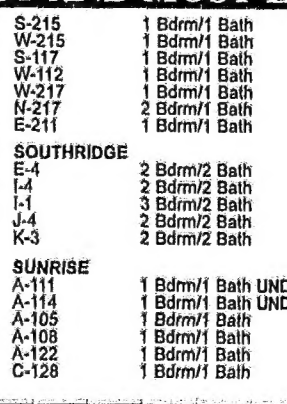 S-215 1 Bdrm/1 Bath
W-215 1 Bdrm/1 Bath
S-117 1 Bdrm/1 Bath
W-112 1 Bdrm/1 Bath
W-217 1 Bdrm/1 Bath
N-217 2 Bdrm/1 Bath
E-211 1 Bdrm/1 Bath
SOUTHRIDGE
E-4 2 Bdrm/2 Bath
I-4 2 Bdrm/2 Bath
I-1 3 Bdrm/2 Bath
J-4 2 Bdrm/2 Bath
K-3 2 Bdrm/2 Bath
SUNRISE
A-111 1 Bdrm/1 Bath UND
A-114 1 Bdrm/1 Bath UND
A-105 1 Bdrm/1 Bath
A-108 1 Bdrm/1 Bath
A-122 1 Bdrm/1 Bath
C-128 1 Bdrm/1 Bath